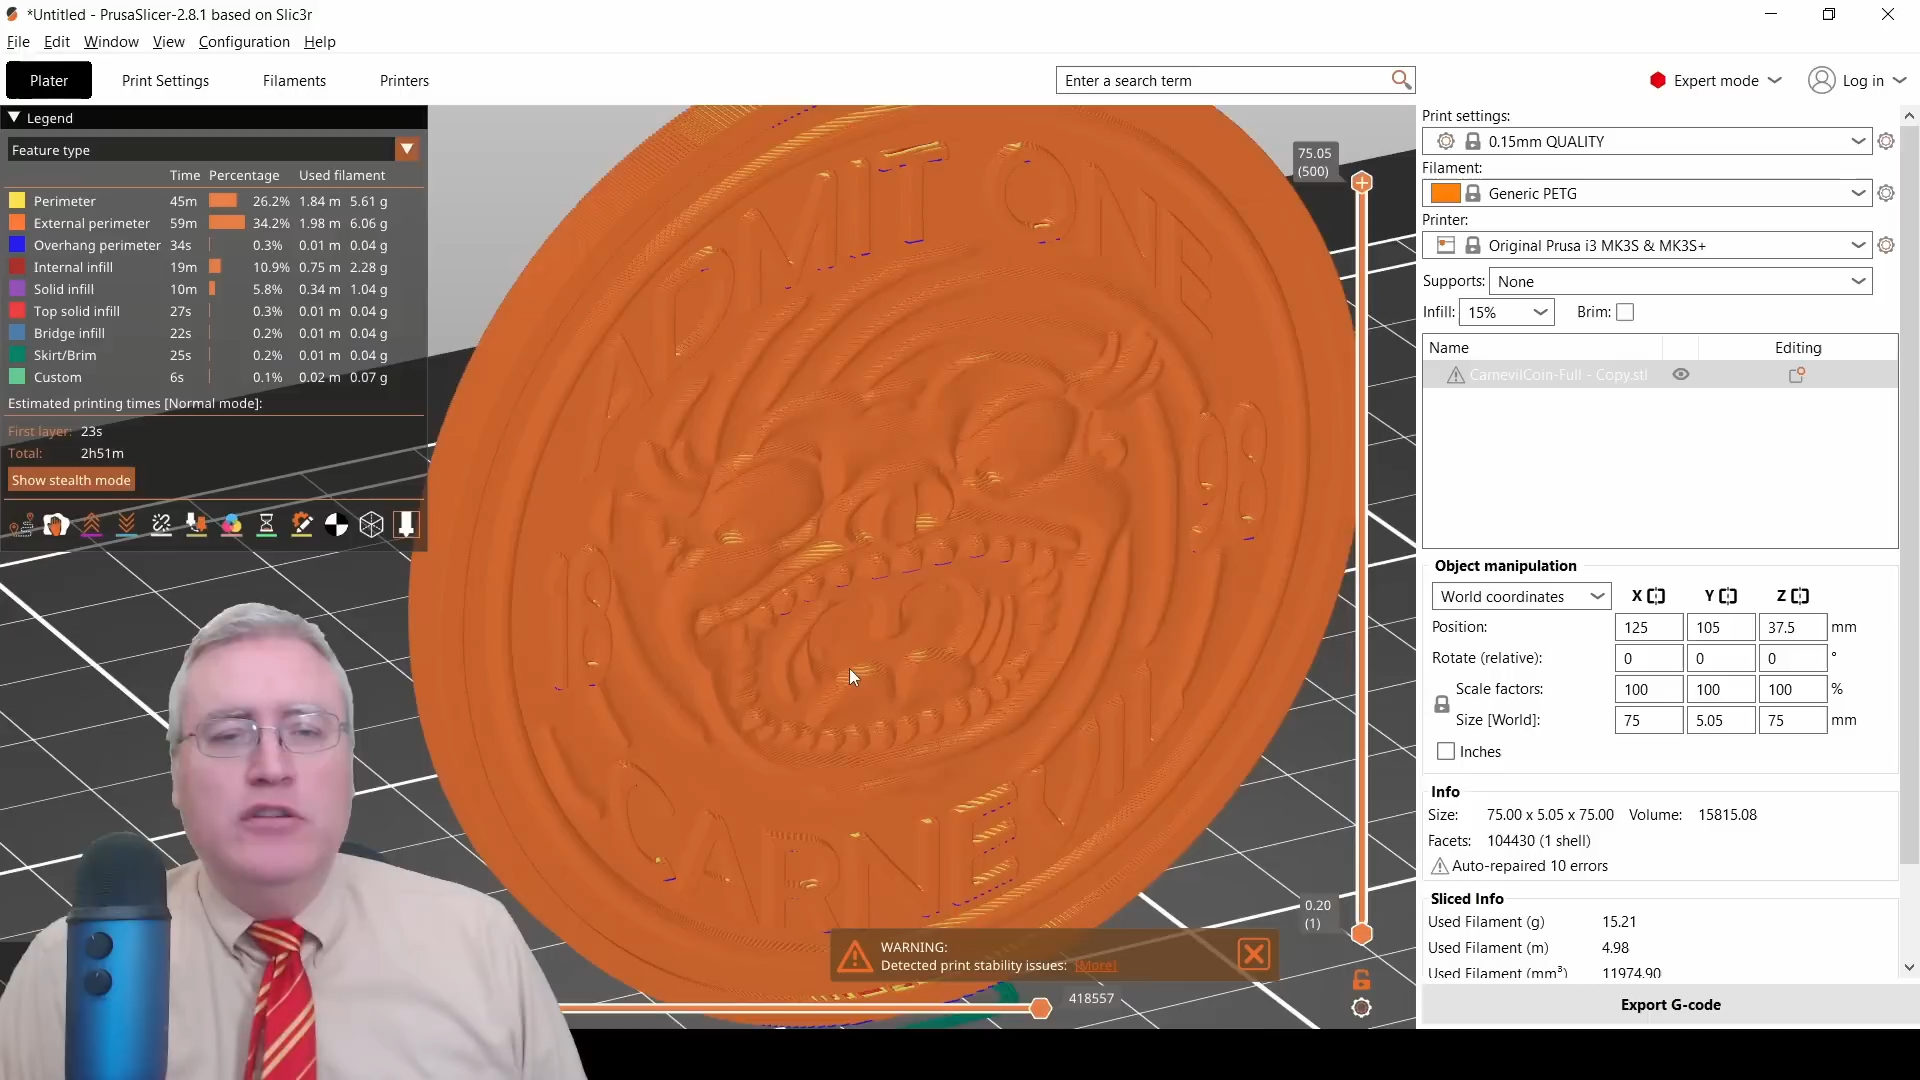 *Untitled - PrusaSlicer-2.8.1 based on Slic3r
File Edit Window View Configuration Help
Plater Print Settings Filaments Printers
Enter a search term
Expert mode
Log in
Legend
Feature type
Time Percentage Used filament
Perimeter 45m 26.2% 1.84 m 5.61 g
External perimeter 59m 34.2% 1.98 m 6.06 g
Overhang perimeter 34s 0.3% 0.01 m 0.04 g
Internal infill 19m 10.9% 0.75 m 2.28 g
Solid infill 10m 5.8% 0.34 m 1.04 g
Top solid infill 27s 0.3% 0.01 m 0.04 g
Bridge infill 22s 0.2% 0.01 m 0.04 g
Skirt/Brim 25s 0.2% 0.01 m 0.04 g
Custom 6s 0.1% 0.02 m 0.07 g
Estimated printing times [Normal mode]:
First layer: 23s
Total: 2h51m
Show stealth mode
ADMIT ONE
18
98
CARNEVIL
75.05
(500)
0.20
(1)
WARNING:
Detected print stability issues: [More]
418557
Print settings:
0.15mm QUALITY
Filament:
Generic PETG
Printer:
Original Prusa i3 MK3S & MK3S+
Supports: None
Infill: 15% Brim:
Name Editing
CarnevilCoin-Full - Copy.stl
Object manipulation
World coordinates X Y Z
Position: 125 105 37.5 mm
Rotate (relative): 0 0 0 °
Scale factors: 100 100 100 %
Size [World]: 75 5.05 75 mm
Inches
Info
Size: 75.00 x 5.05 x 75.00 Volume: 15815.08
Facets: 104430 (1 shell)
Auto-repaired 10 errors
Sliced Info
Used Filament (g) 15.21
Used Filament (m) 4.98
Used Filament (mm³) 11974.90
Export G-code